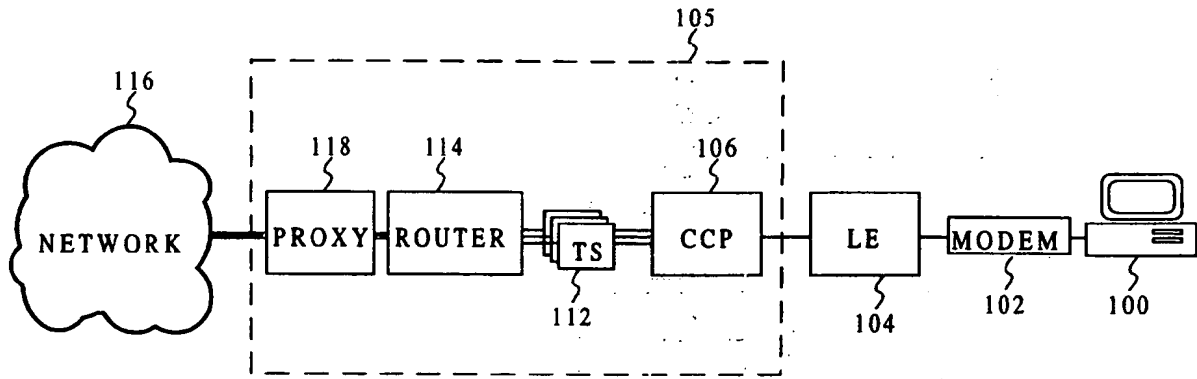 105
116
118
114
106
NETWORK
PROXY
ROUTER
TS
CCP
LE
MODEM
112
104
102
100